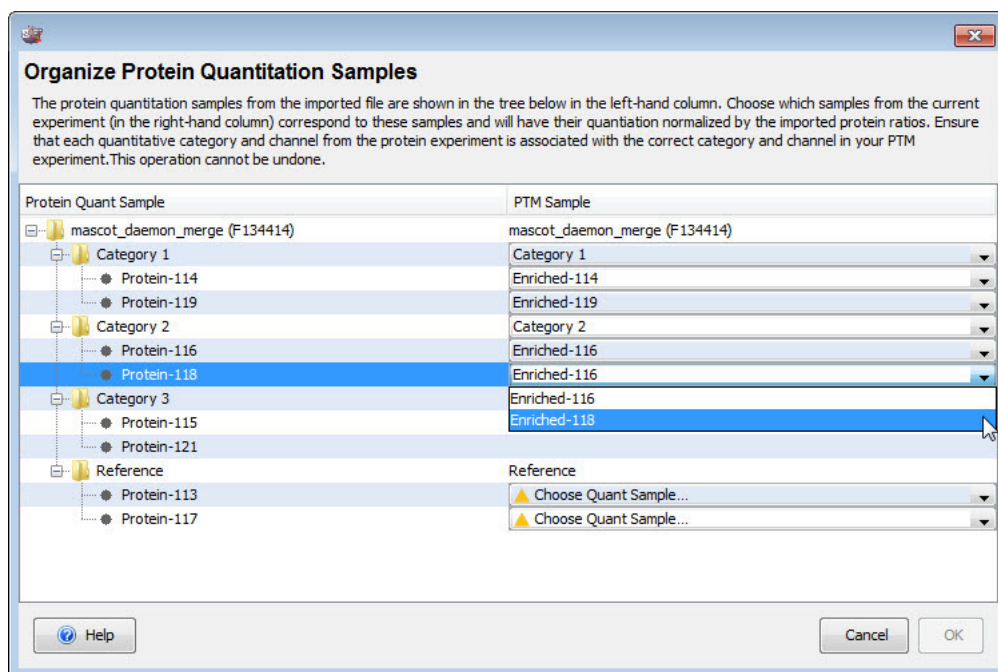 Organize Protein Quantitation Samples
The protein quantitation samples from the imported file are shown in the tree below in the left-hand column. Choose which samples from the current
experiment (in the right-hand column) correspond to these samples and will have their quantiation normalized by the imported protein ratios. Ensure
that each quantitative category and channel from the protein experiment is associated with the correct category and channel in your PTM
experiment.This operation cannot be undone.
Protein Quant Sample PTM Sample
mascot_daemon_merge (F134414) mascot_daemon_merge (F134414)
Category 1 Category 1
Protein-114 Enriched-114
Protein-119 Enriched-119
Category 2 Category 2
Protein-116 Enriched-116
Protein-118 Enriched-116
Category 3 Enriched-116
Protein-115 Enriched-118
Protein-121
Reference Reference
Protein-113 Choose Quant Sample...
Protein-117 Choose Quant Sample...
Help Cancel OK